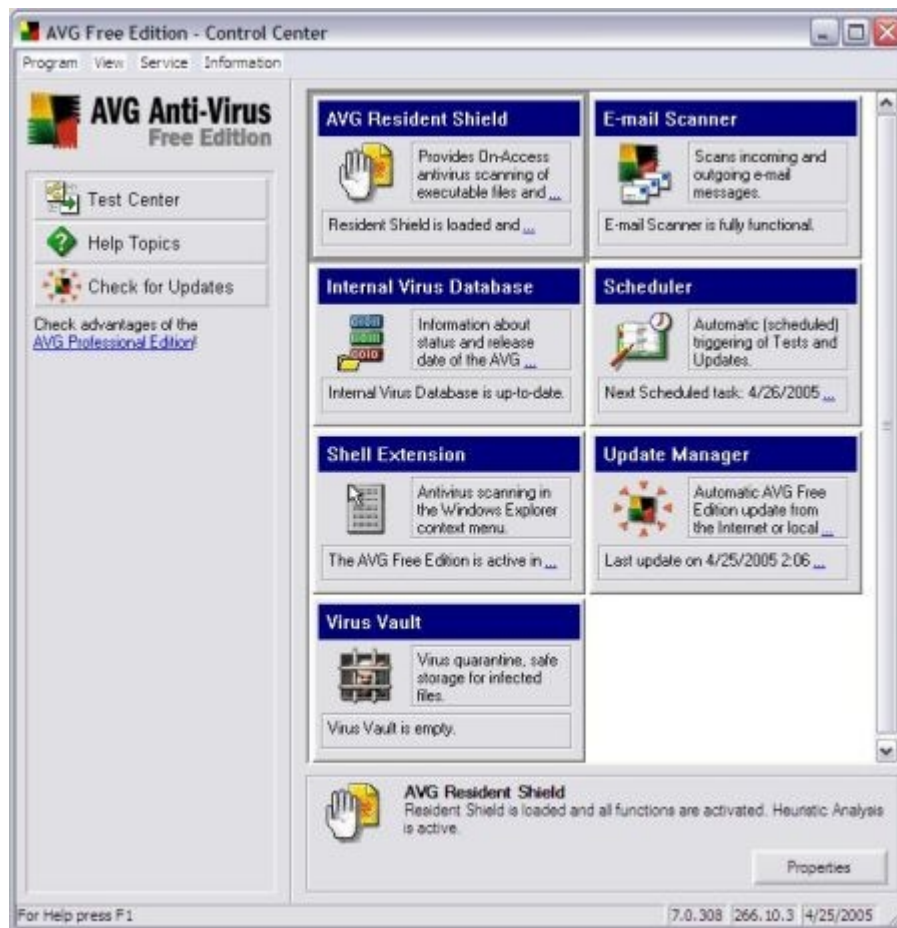 AVG Free Edition - Control Center
Program View Service Information
AVG Anti-Virus
Free Edition
Test Center
Help Topics
Check for Updates
Check advantages of the
AVG Professional Edition!
AVG Resident Shield
Provides On-Access
antivirus scanning of
executable files and ...
Resident Shield is loaded and ...
E-mail Scanner
Scans incoming and
outgoing e-mail
messages.
E-mail Scanner is fully functional.
Internal Virus Database
Information about
status and release
date of the AVG ...
Internal Virus Database is up-to-date.
Scheduler
Automatic (scheduled)
triggering of Tests and
Updates.
Next Scheduled task: 4/26/2005 ...
Shell Extension
Antivirus scanning in
the Windows Explorer
context menu.
The AVG Free Edition is active in ...
Update Manager
Automatic AVG Free
Edition update from
the Internet or local ...
Last update on 4/25/2005 2:06 ...
Virus Vault
Virus quarantine, safe
storage for infected
files.
Virus Vault is empty.
AVG Resident Shield
Resident Shield is loaded and all functions are activated. Heuristic Analysis
is active.
Properties
For Help press F1
7.0.308 266.10.3 4/25/2005